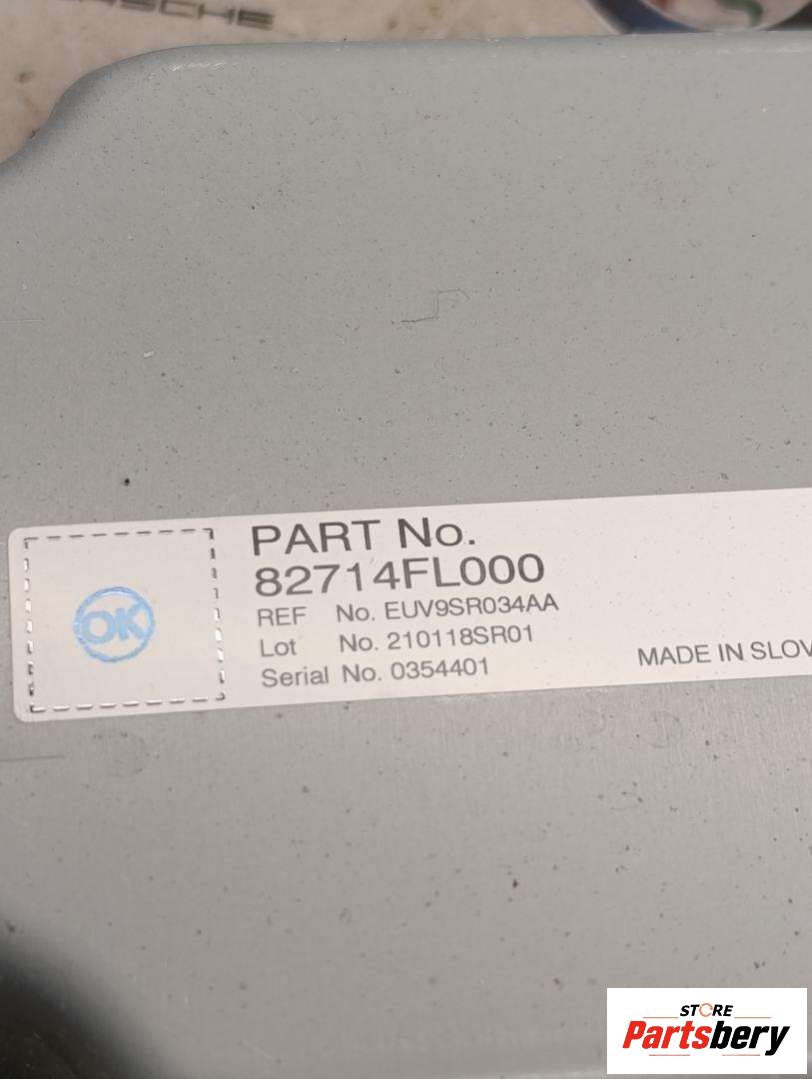 OK
PART No.
82714FL000
REF No. EUV9SR034AA
Lot No. 210118SR01
Serial No. 0354401
MADE IN SLOV
STORE
Partsbery